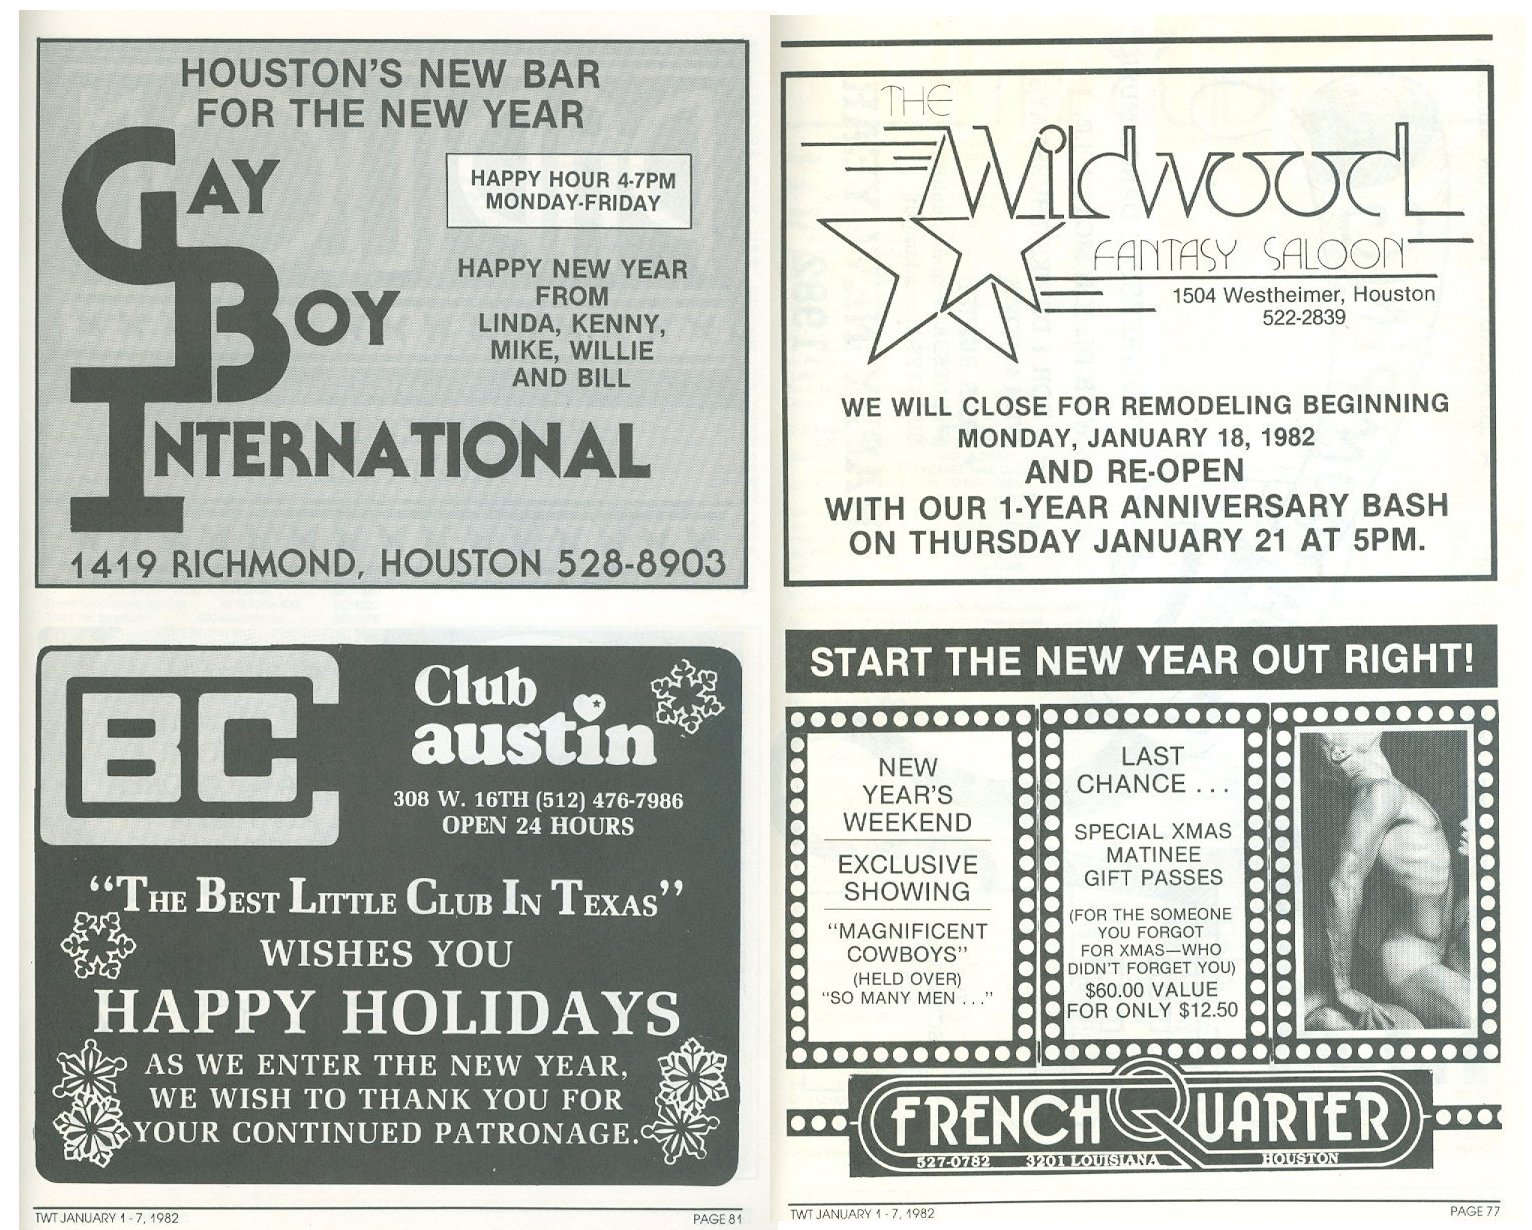 HOUSTON'S NEW BAR
FOR THE NEW YEAR
GAY
BOY
INTERNATIONAL
HAPPY HOUR 4-7PM
MONDAY-FRIDAY
HAPPY NEW YEAR
FROM
LINDA, KENNY,
MIKE, WILLIE
AND BILL
1419 RICHMOND, HOUSTON 528-8903
BC
Club
austin
308 W. 16TH (512) 476-7986
OPEN 24 HOURS
“THE BEST LITTLE CLUB IN TEXAS”
WISHES YOU
HAPPY HOLIDAYS
AS WE ENTER THE NEW YEAR,
WE WISH TO THANK YOU FOR
YOUR CONTINUED PATRONAGE.
TWT JANUARY 1 - 7, 1982 PAGE 81
THE
Wildwood
FANTASY SALOON
1504 Westheimer, Houston
522-2839
WE WILL CLOSE FOR REMODELING BEGINNING
MONDAY, JANUARY 18, 1982
AND RE-OPEN
WITH OUR 1-YEAR ANNIVERSARY BASH
ON THURSDAY JANUARY 21 AT 5PM.
START THE NEW YEAR OUT RIGHT!
NEW
YEAR'S
WEEKEND
EXCLUSIVE
SHOWING
“MAGNIFICENT
COWBOYS”
(HELD OVER)
“SO MANY MEN . . .”
LAST
CHANCE . . .
SPECIAL XMAS
MATINEE
GIFT PASSES
(FOR THE SOMEONE
YOU FORGOT
FOR XMAS—WHO
DIDN'T FORGET YOU)
$60.00 VALUE
FOR ONLY $12.50
FRENCH QUARTER
527-0782 3201 LOUISIANA HOUSTON
TWT JANUARY 1 - 7, 1982 PAGE 77